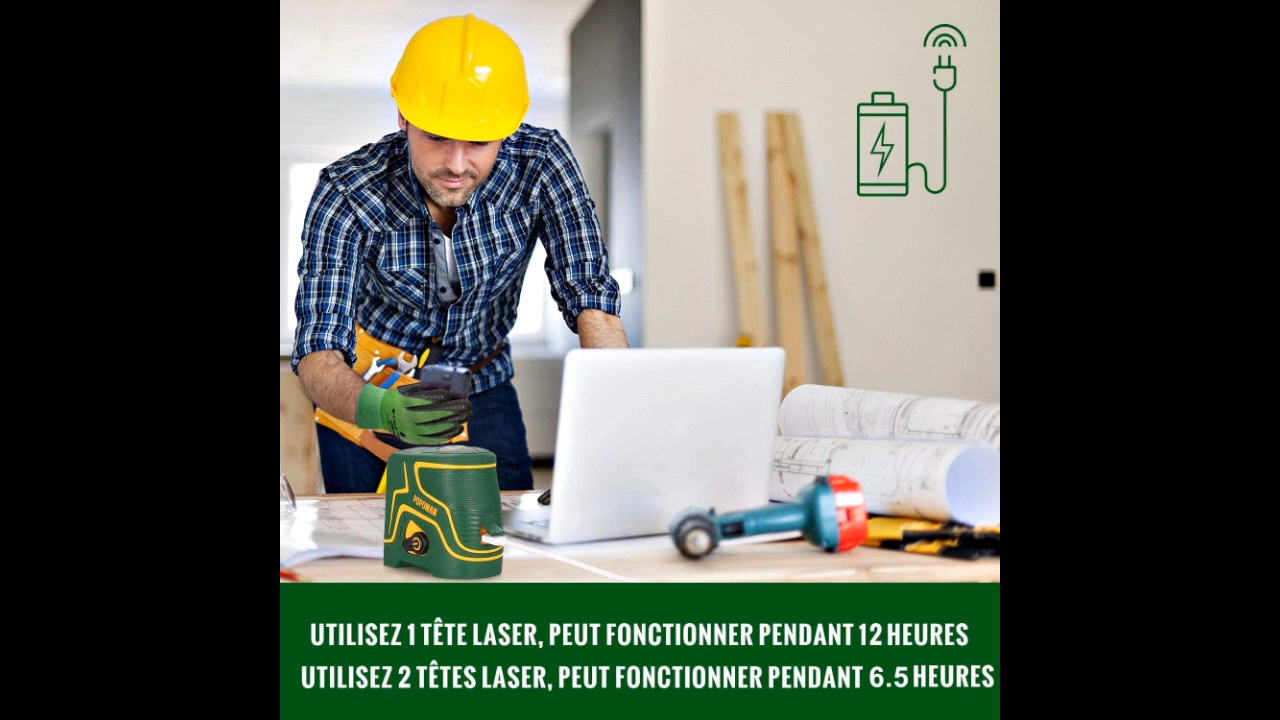 POPOMAN
UTILISEZ 1 TÊTE LASER, PEUT FONCTIONNER PENDANT 12 HEURES
UTILISEZ 2 TÊTES LASER, PEUT FONCTIONNER PENDANT 6.5 HEURES